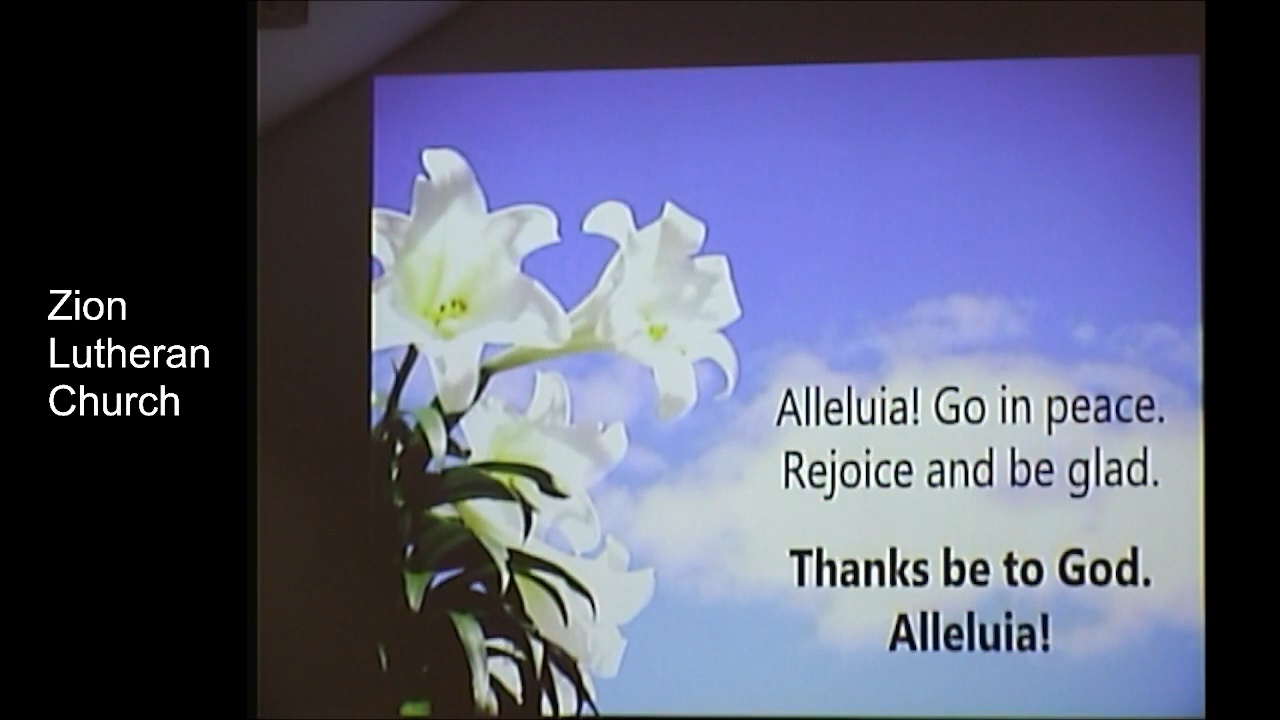 Zion
Lutheran
Church
Alleluia! Go in peace.
Rejoice and be glad.
Thanks be to God.
Alleluia!